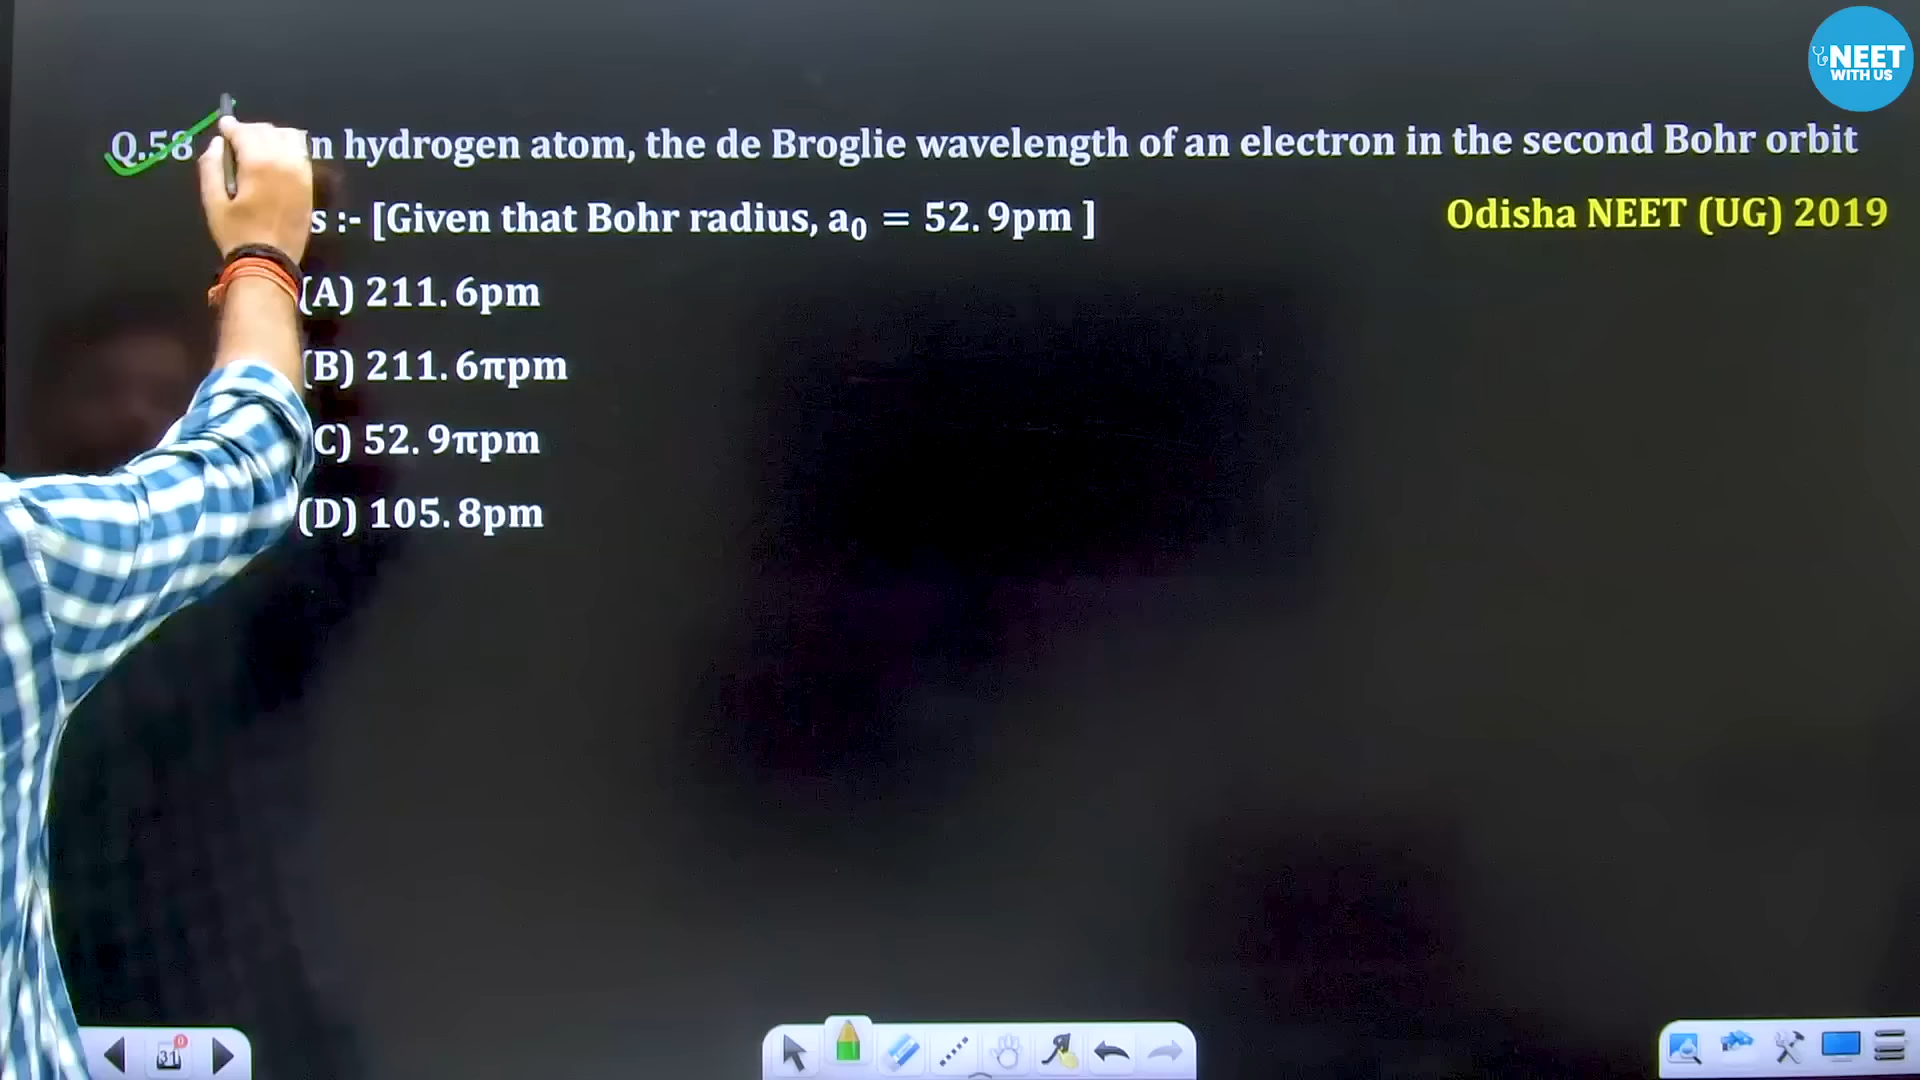 NEET
WITH US
Q.58 In hydrogen atom, the de Broglie wavelength of an electron in the second Bohr orbit
s :- [Given that Bohr radius, a₀ = 52.9pm ]
Odisha NEET (UG) 2019
(A) 211.6pm
(B) 211.6πpm
(C) 52.9πpm
(D) 105.8pm
31
0